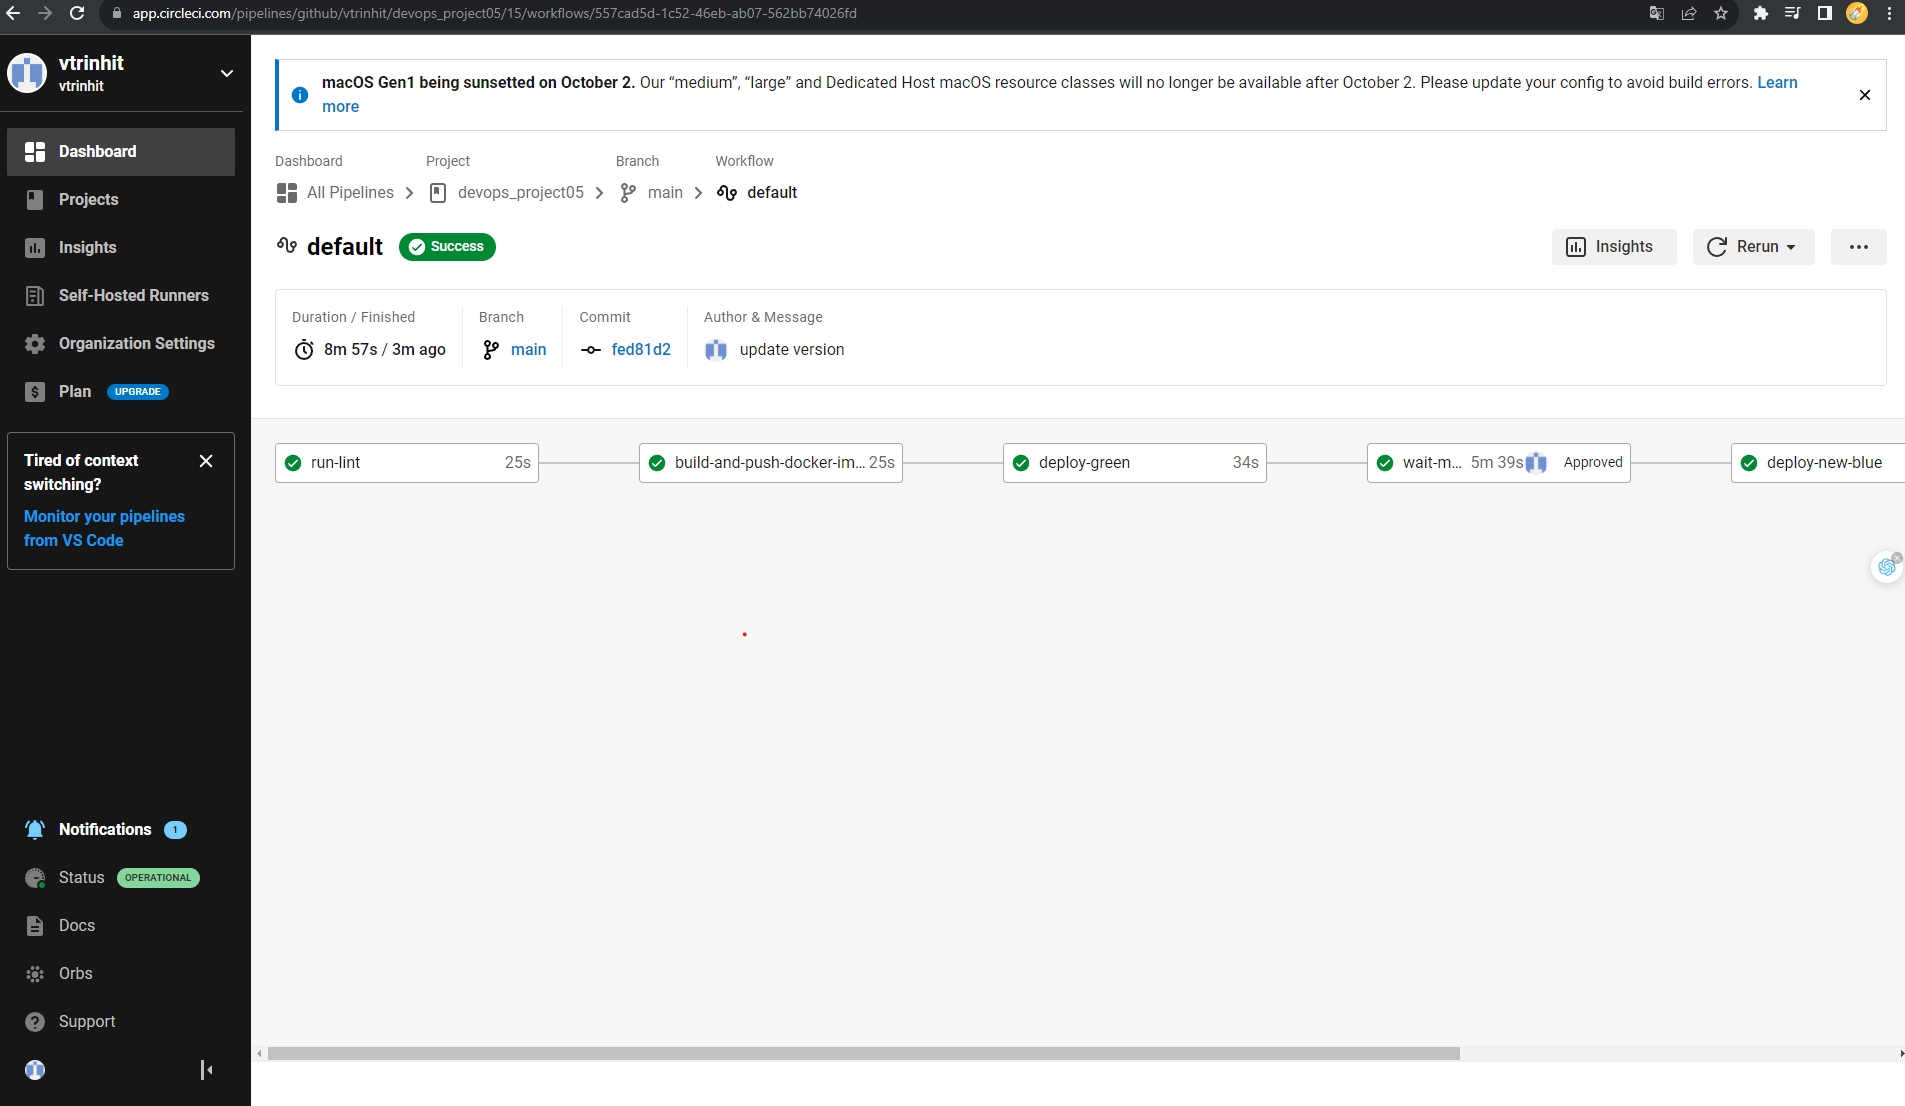 app.circleci.com/pipelines/github/vtrinhit/devops_project05/15/workflows/557cad5d-1c52-46eb-ab07-562bb74026fd
vtrinhit
vtrinhit
Dashboard
Projects
Insights
Self-Hosted Runners
Organization Settings
Plan UPGRADE
Tired of context
switching?
Monitor your pipelines
from VS Code
Notifications 1
Status OPERATIONAL
Docs
Orbs
Support
macOS Gen1 being sunsetted on October 2. Our “medium”, “large” and Dedicated Host macOS resource classes will no longer be available after October 2. Please update your config to avoid build errors. Learn
more
Dashboard Project Branch Workflow
All Pipelines devops_project05 main default
default Success Insights Rerun
Duration / Finished Branch Commit Author & Message
8m 57s / 3m ago main fed81d2 update version
run-lint 25s build-and-push-docker-im... 25s deploy-green 34s wait-m... 5m 39s Approved deploy-new-blue